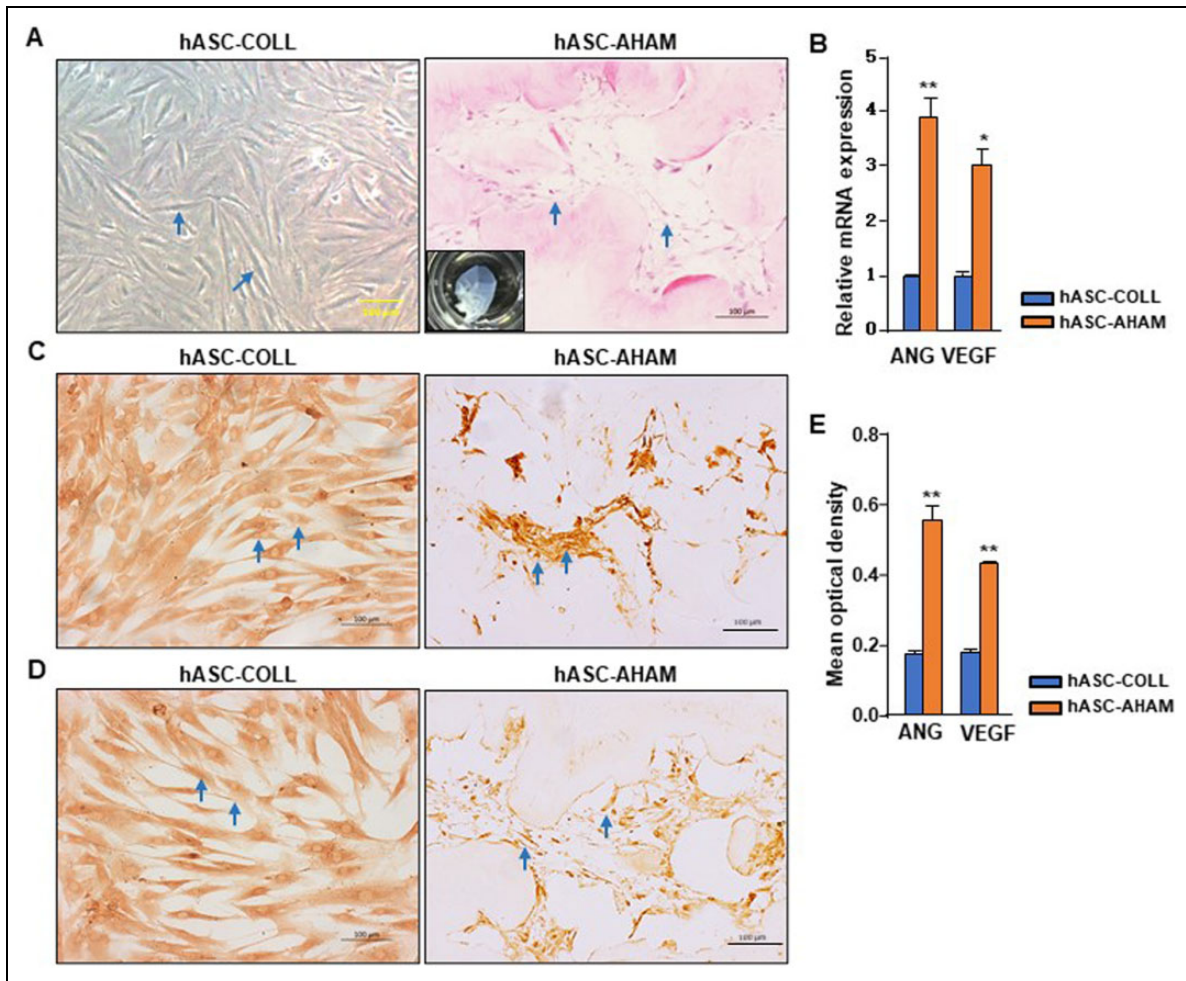 A
hASC-COLL
hASC-AHAM
100 µm
B
Relative mRNA expression
5
4
3
2
1
0
**
*
ANG VEGF
hASC-COLL
hASC-AHAM
C
hASC-COLL
hASC-AHAM
100 µm
100 µm
D
hASC-COLL
hASC-AHAM
100 µm
100 µm
E
Mean optical density
0.8
0.6
0.4
0.2
0.0
**
**
ANG VEGF
hASC-COLL
hASC-AHAM